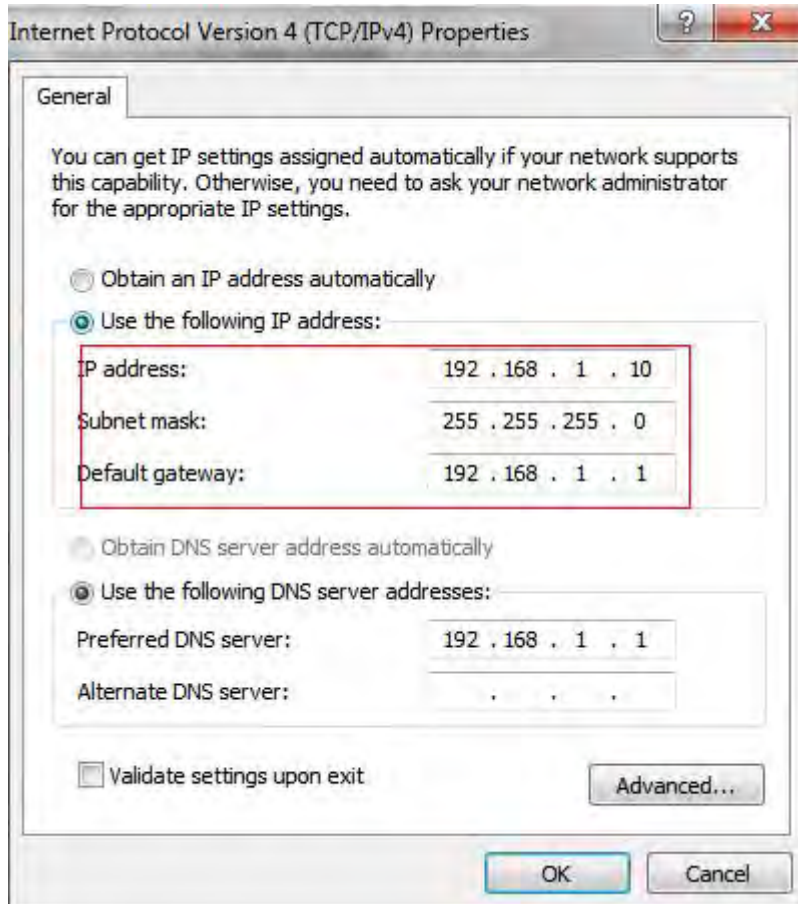 Internet Protocol Version 4 (TCP/IPv4) Properties
?
X
General
You can get IP settings assigned automatically if your network supports
this capability. Otherwise, you need to ask your network administrator
for the appropriate IP settings.
Obtain an IP address automatically
Use the following IP address:
IP address: 192 . 168 . 1 . 10
Subnet mask: 255 . 255 . 255 . 0
Default gateway: 192 . 168 . 1 . 1
Obtain DNS server address automatically
Use the following DNS server addresses:
Preferred DNS server: 192 . 168 . 1 . 1
Alternate DNS server: . . .
Validate settings upon exit
Advanced...
OK Cancel